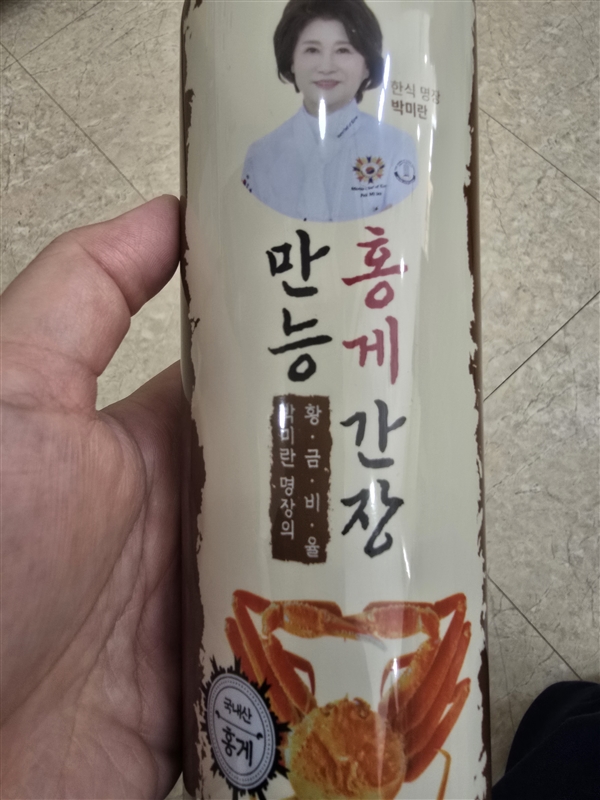 한식 명장
박미란
홍게간장
만능
황·금·비·율
박미란 명장의
국내산
홍게